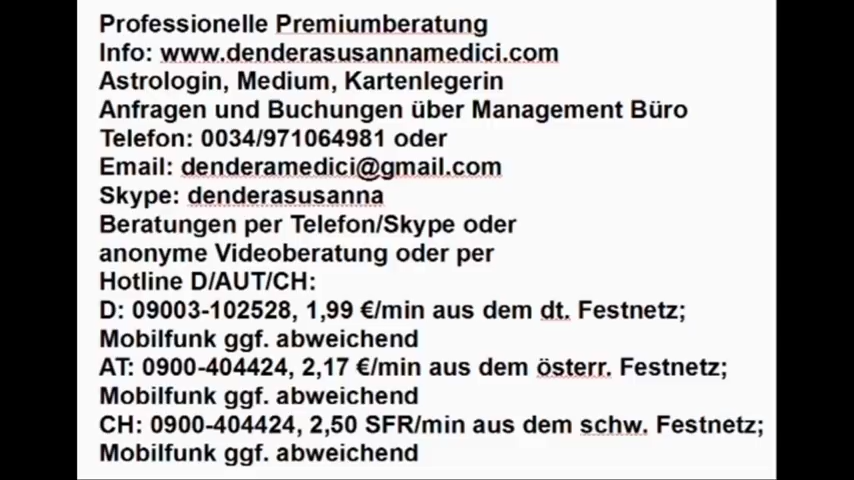 Professionelle Premiumberatung
Info: www.denderasusannamedici.com
Astrologin, Medium, Kartenlegerin
Anfragen und Buchungen über Management Büro
Telefon: 0034/971064981 oder
Email: denderamedici@gmail.com
Skype: denderasusanna
Beratungen per Telefon/Skype oder
anonyme Videoberatung oder per
Hotline D/AUT/CH:
D: 09003-102528, 1,99 €/min aus dem dt. Festnetz;
Mobilfunk ggf. abweichend
AT: 0900-404424, 2,17 €/min aus dem österr. Festnetz;
Mobilfunk ggf. abweichend
CH: 0900-404424, 2,50 SFR/min aus dem schw. Festnetz;
Mobilfunk ggf. abweichend